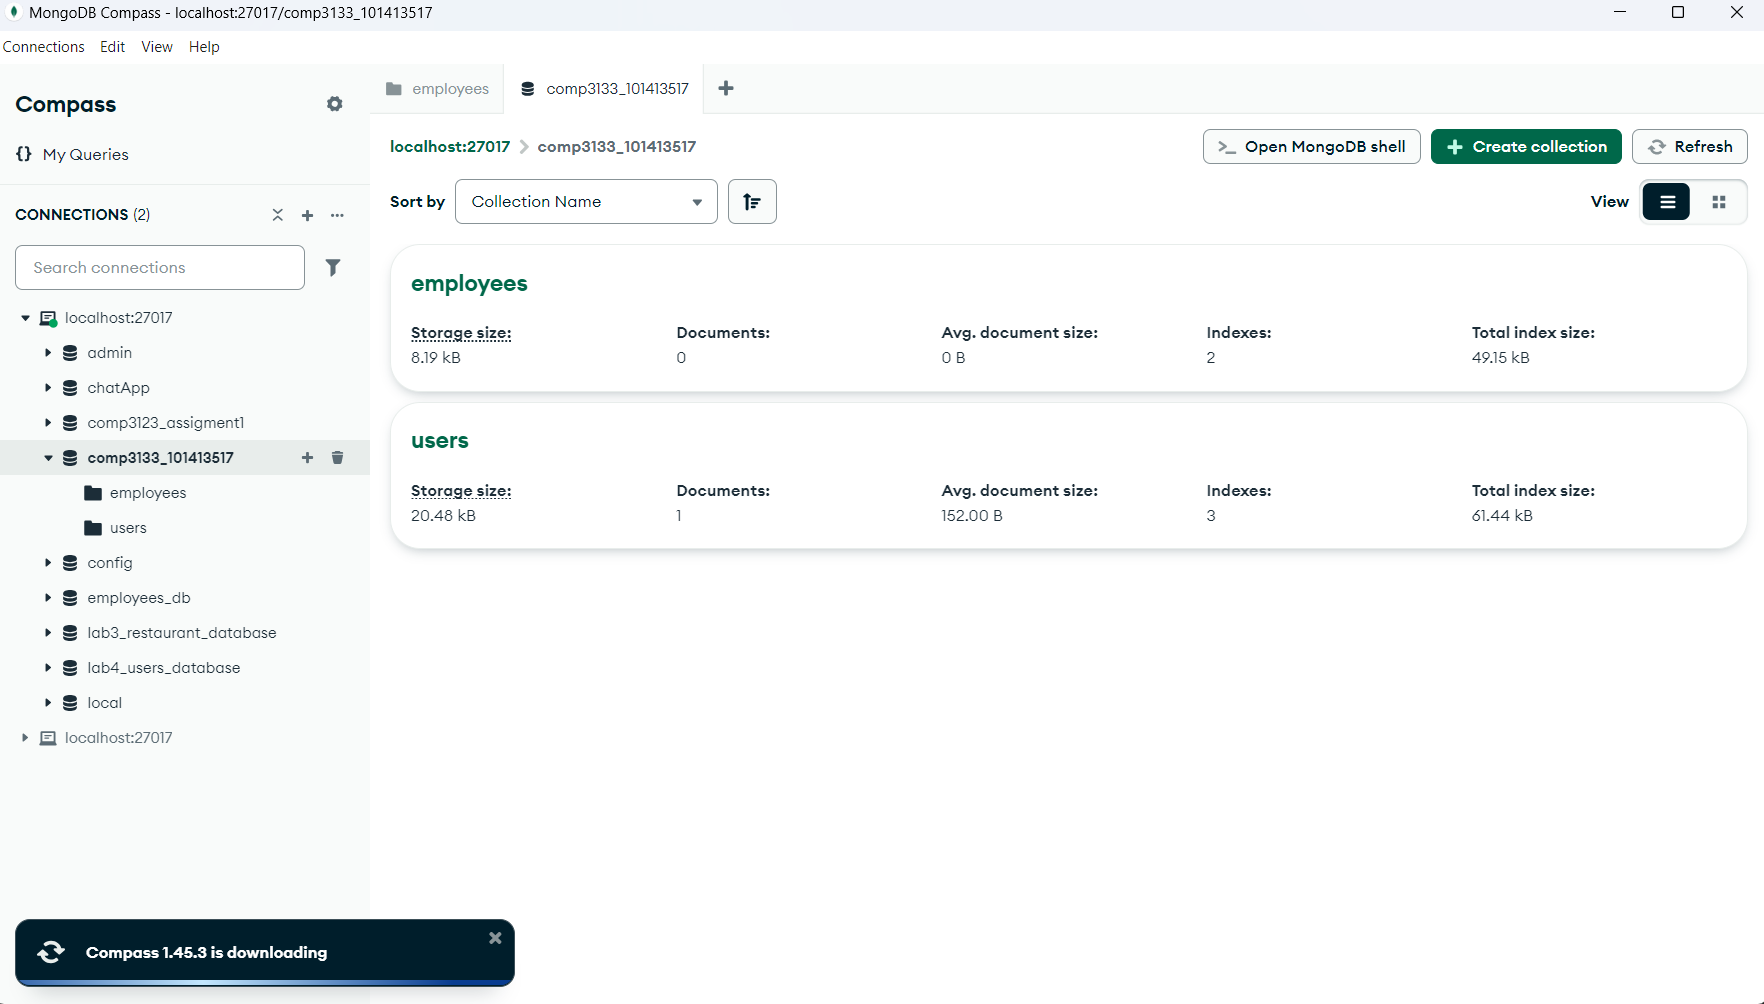 MongoDB Compass - localhost:27017/comp3133_101413517
Connections Edit View Help
Compass
{} My Queries
CONNECTIONS (2)
Search connections
localhost:27017
admin
chatApp
comp3123_assigment1
comp3133_101413517
employees
users
config
employees_db
lab3_restaurant_database
lab4_users_database
local
localhost:27017
Compass 1.45.3 is downloading
employees comp3133_101413517
localhost:27017 comp3133_101413517
>_ Open MongoDB shell Create collection Refresh
Sort by Collection Name View
employees
Storage size: Documents: Avg. document size: Indexes: Total index size:
8.19 kB 0 0 B 2 49.15 kB
users
Storage size: Documents: Avg. document size: Indexes: Total index size:
20.48 kB 1 152.00 B 3 61.44 kB